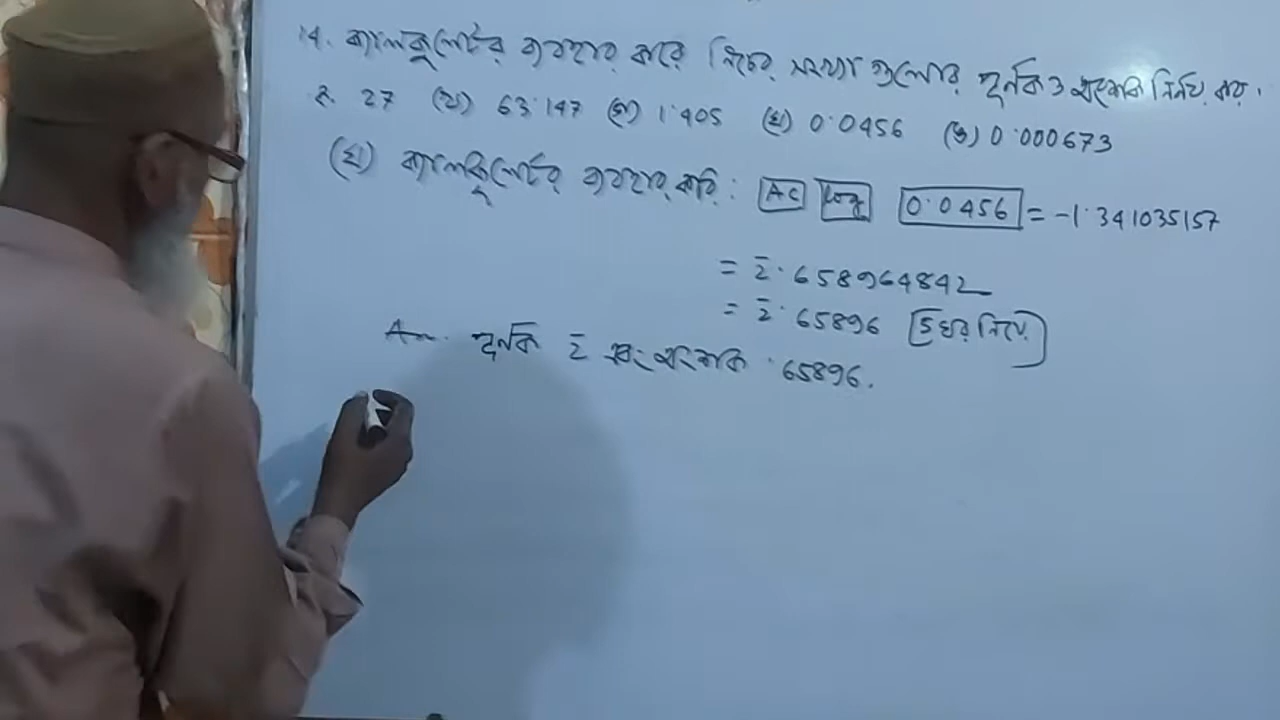 14. ক্যালকুলেটর ব্যবহার করে নিচের সংখ্যা গুলোর পূর্ণক ও অংশক নির্ণয় কর।
ক. 27 (খ) 63·147 (গ) 1·405 (ঘ) 0·0456 (ঙ) 0·000673
(ঘ) ক্যালকুলেটর ব্যবহার করি : AC log 0·0456 = -1·341035157
= 2̅·658964842
= 2̅·65896 [5 ঘর নিয়ে]
Ans. পূর্ণক 2̅ এবং অংশক ·65896.